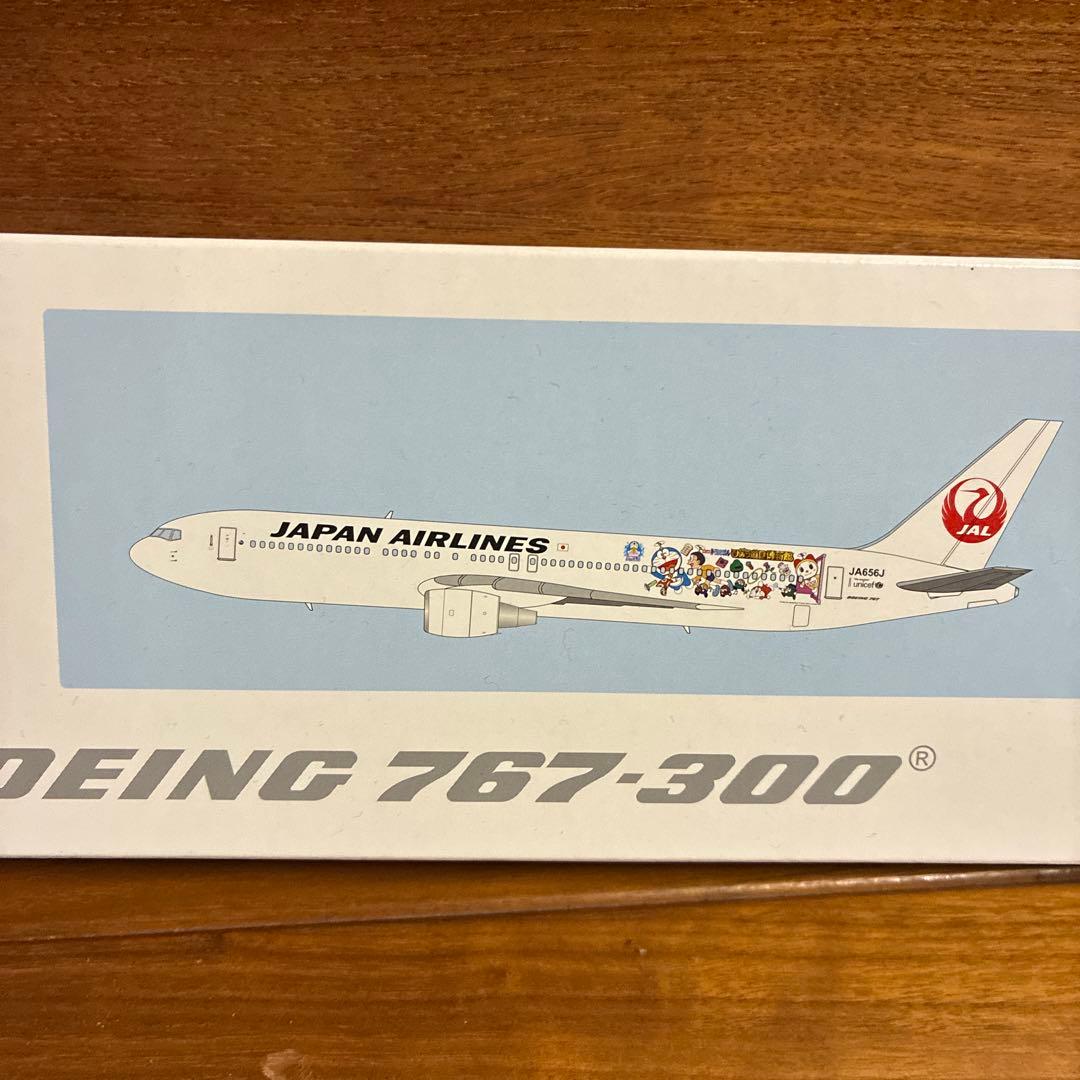 JAPAN AIRLINES
JA656J
unicef
BOEING 767
JAL
OEING 767-300®